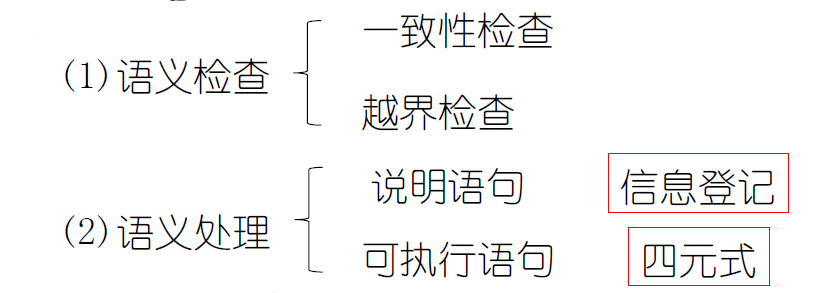 一致性检查
(1)语义检查
越界检查
说明语句 信息登记
(2)语义处理
可执行语句 四元式